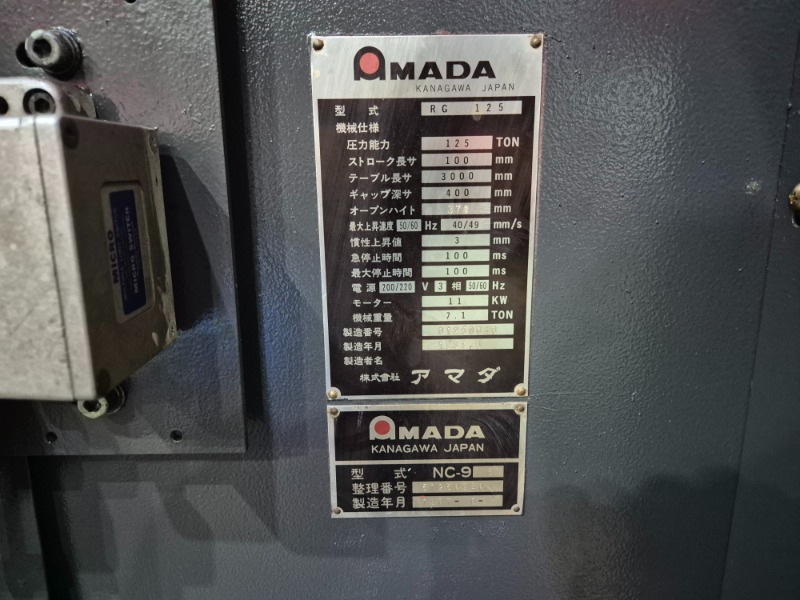 AMADA
KANAGAWA JAPAN
型式 RG 125
機械仕様
圧力能力 125 TON
ストローク長サ 100 mm
テーブル長サ 3000 mm
ギャップ深サ 400 mm
オープンハイト mm
最大上昇速度 50/60 Hz 40/49 mm/s
慣性上昇値 3 mm
急停止時間 100 ms
最大停止時間 100 ms
電源 200/220 V 3 相 50/60 Hz
モーター 11 KW
機械重量 7.1 TON
製造番号
製造年月
製造者名
株式會社 アマダ
AMADA
KANAGAWA JAPAN
型式 NC-9
整理番号
製造年月
MICRO
MICRO SWITCH